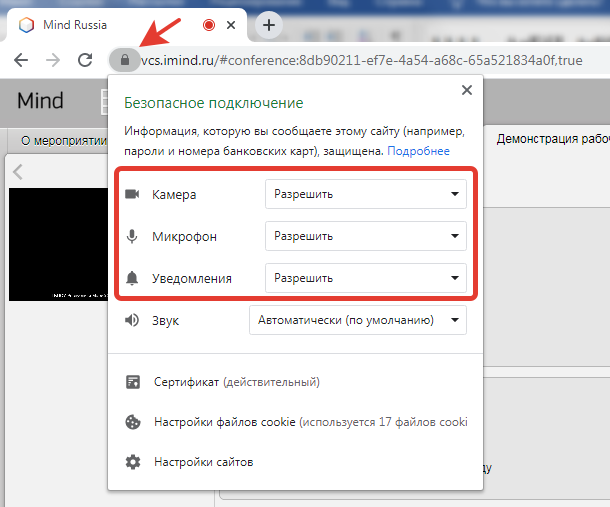 Mind Russia
vcs.imind.ru/#conference:8db90211-ef7e-4a54-a68c-65a521834a0f,true
Mind
Безопасное подключение
О мероприятии
Информация, которую вы сообщаете этому сайту (например,
пароли и номера банковских карт), защищена. Подробнее
Демонстрация рабоч
Камера Разрешить
Микрофон Разрешить
Уведомления Разрешить
Звук Автоматически (по умолчанию)
Сертификат (действительный)
Настройки файлов cookie (используется 17 файлов cooki
Настройки сайтов
ду